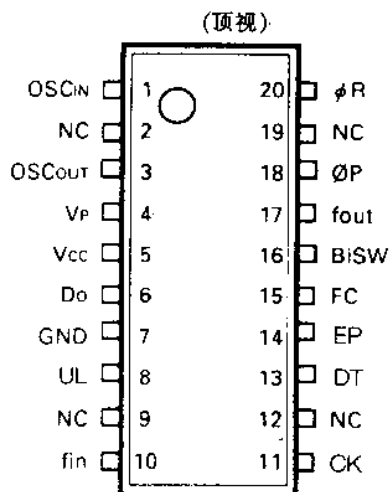 (顶视)
OSCIN 1 20 φR
NC 2 19 NC
OSCOUT 3 18 ØP
VP 4 17 fout
VCC 5 16 BISW
Do 6 15 FC
GND 7 14 EP
UL 8 13 DT
NC 9 12 NC
fin 10 11 CK